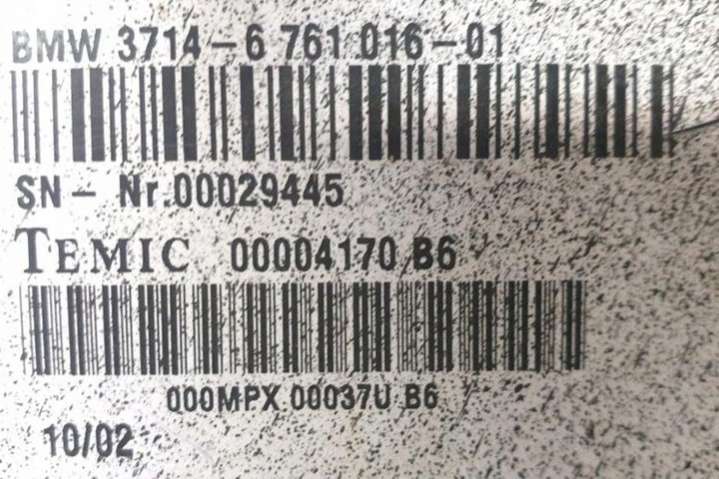 BMW 3714-6 761 016-01
SN- Nr.00029445
TEMIC 00004170 B6
000MPX 00037U B6
10/02